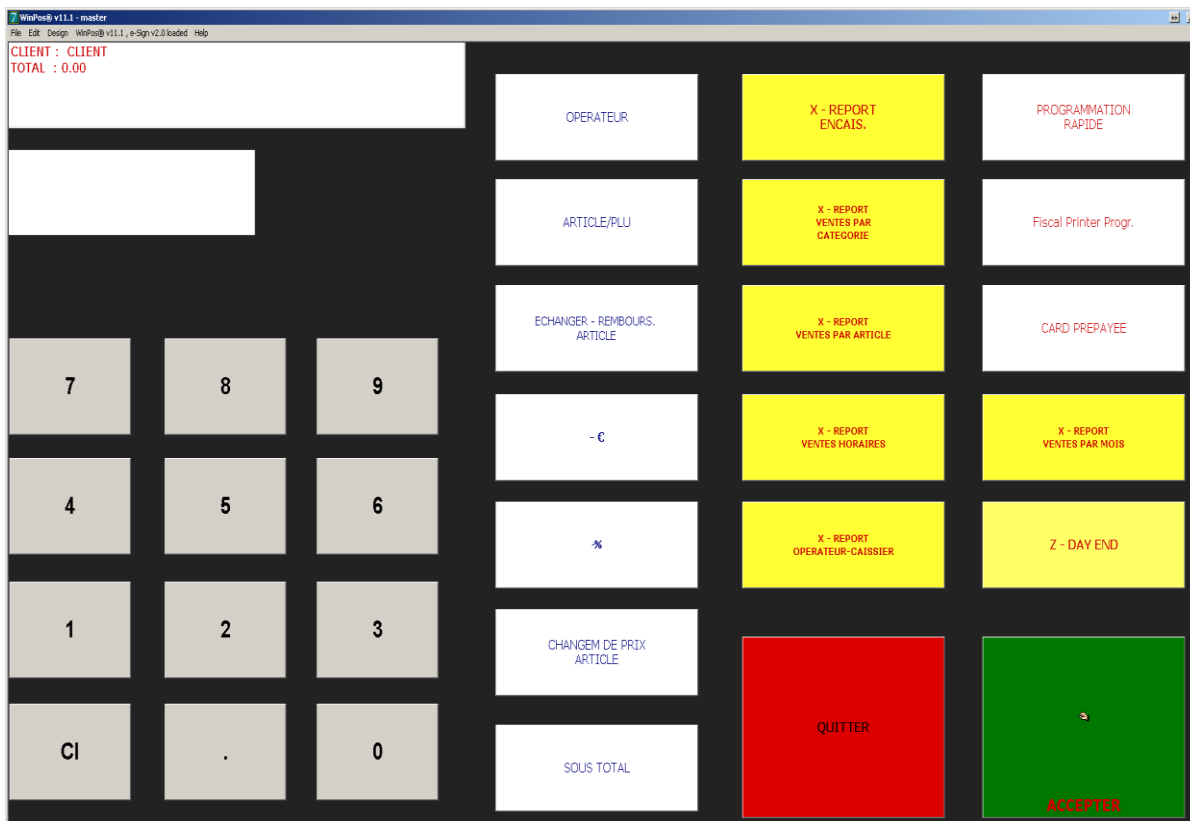 7 WinPos® v11.1 - master
File Edit Design WinPos® v11.1 , e-Sign v2.0 loaded Help
CLIENT : CLIENT
TOTAL : 0.00
OPERATEUR
X - REPORT
ENCAIS.
PROGRAMMATION
RAPIDE
ARTICLE/PLU
X - REPORT
VENTES PAR
CATEGORIE
Fiscal Printer Progr.
ECHANGER - REMBOURS.
ARTICLE
X - REPORT
VENTES PAR ARTICLE
CARD PREPAYEE
7
8
9
- €
X - REPORT
VENTES HORAIRES
X - REPORT
VENTES PAR MOIS
4
5
6
-%
X - REPORT
OPERATEUR-CAISSIER
Z - DAY END
1
2
3
CHANGEM DE PRIX
ARTICLE
QUITTER
ACCEPTER
Cl
.
0
SOUS TOTAL